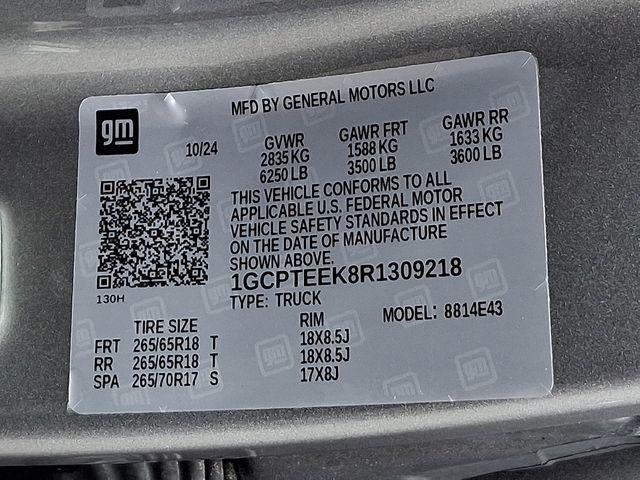 gm
MFD BY GENERAL MOTORS LLC
10/24
GVWR GAWR FRT GAWR RR
2835 KG 1588 KG 1633 KG
6250 LB 3500 LB 3600 LB
THIS VEHICLE CONFORMS TO ALL
APPLICABLE U.S. FEDERAL MOTOR
VEHICLE SAFETY STANDARDS IN EFFECT
ON THE DATE OF MANUFACTURE
SHOWN ABOVE.
130H
1GCPTEEK8R1309218
TYPE: TRUCK MODEL: 8814E43
TIRE SIZE RIM
FRT 265/65R18 T 18X8.5J
RR 265/65R18 T 18X8.5J
SPA 265/70R17 S 17X8J